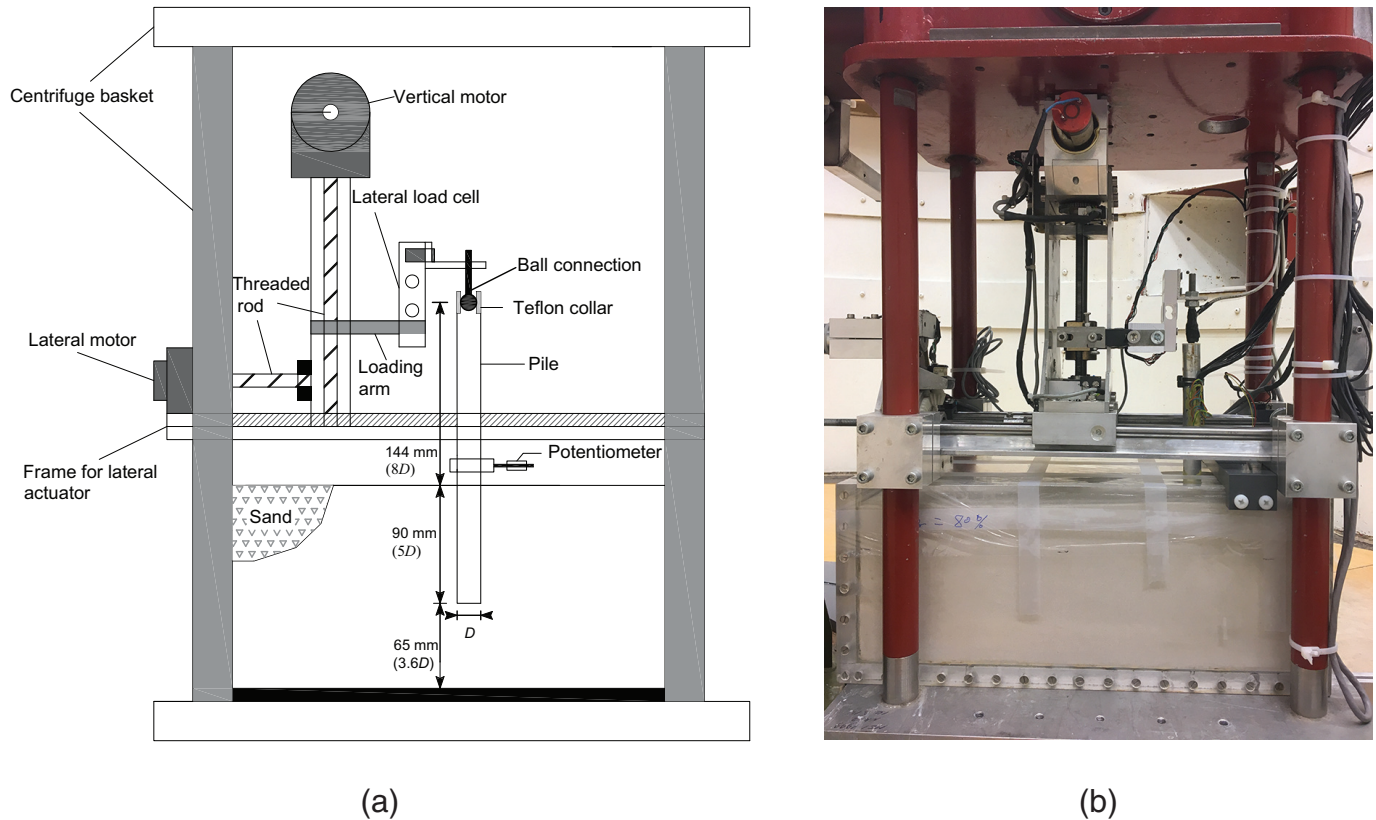 Centrifuge basket
Vertical motor
Lateral load cell
Ball connection
Threaded
rod
Teflon collar
Lateral motor
Loading
arm
Pile
144 mm
(8D)
Potentiometer
Frame for lateral
actuator
Sand
90 mm
(5D)
D
65 mm
(3.6D)
= 80%
(a)
(b)